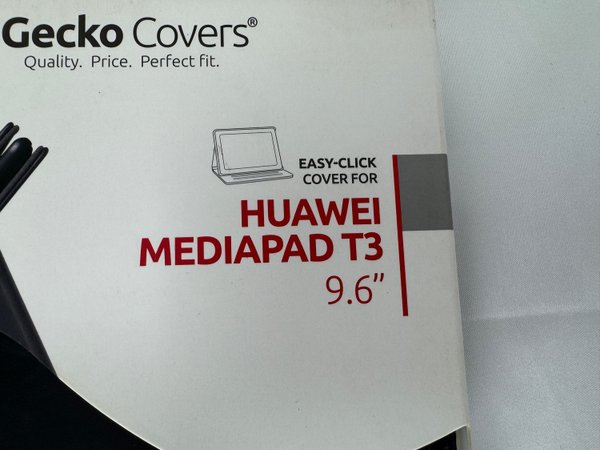 Gecko Covers®
Quality. Price. Perfect fit.
EASY-CLICK
COVER FOR
HUAWEI
MEDIAPAD T3
9.6”